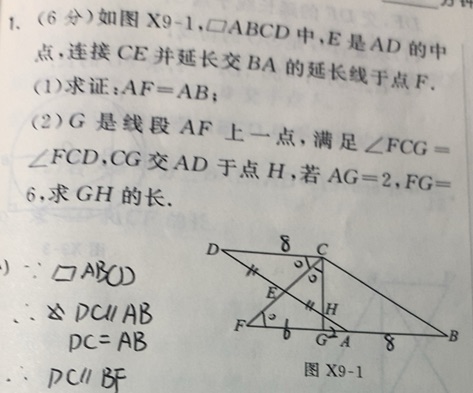 1. (6分)如图 X9-1,▱ABCD 中,E 是 AD 的中
点,连接 CE 并延长交 BA 的延长线于点 F.
(1)求证:AF=AB;
(2)G 是线段 AF 上一点,满足∠FCG=
∠FCD,CG 交 AD 于点 H,若 AG=2,FG=
6,求 GH 的长.
D 8 C
E
H
F 6 G 2 A 8 B
图 X9-1
) ∵ ▱ABCD
∴ DC∥AB
DC=AB
∴ DC∥BF